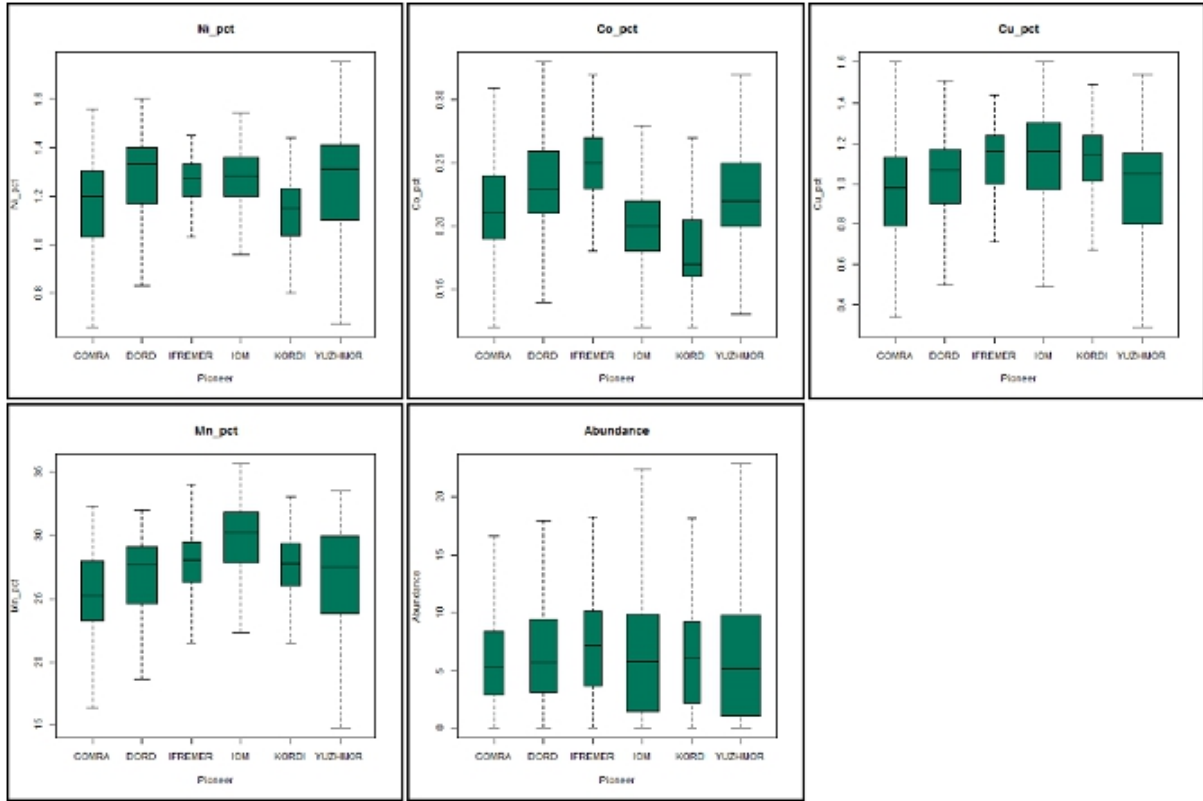 Ni_pct
Ni_pct
1.6
1.4
1.2
1.0
0.8
COMRA DORD IFREMER IOM KORDI YUZHMOR
Pioneer
Co_pct
Co_pct
0.30
0.25
0.20
0.15
COMRA DORD IFREMER IOM KORDI YUZHMOR
Pioneer
Cu_pct
Cu_pct
1.6
1.4
1.2
1.0
0.8
0.6
0.4
COMRA DORD IFREMER IOM KORDI YUZHMOR
Pioneer
Mn_pct
Mn_pct
35
30
25
20
15
COMRA DORD IFREMER IOM KORDI YUZHMOR
Pioneer
Abundance
Abundance
20
15
10
5
0
COMRA DORD IFREMER IOM KORDI YUZHMOR
Pioneer